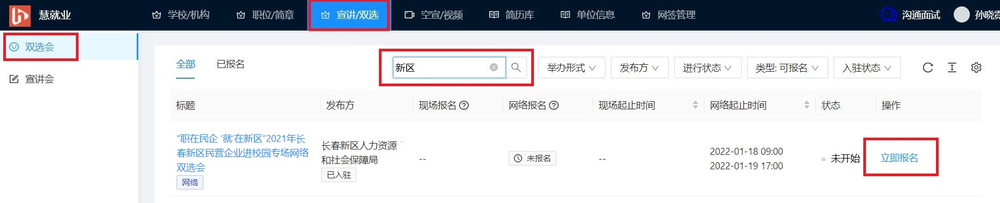 慧就业
学校/机构
职位/简章
宣讲/双选
空宣/视频
简历库
单位信息
网签管理
沟通面试
孙晓霓
双选会
宣讲会
全部
已报名
新区
举办形式
发布方
进行状态
类型: 可报名
入驻状态
标题
发布方
现场报名
网络报名
现场起止时间
网络起止时间
状态
操作
“职在民企 ‘就’在新区”2021年长
春新区民营企业进校园专场网络
双选会
网络
长春新区人力资源
和社会保障局
已入驻
--
未报名
--
2022-01-18 09:00
2022-01-19 17:00
未开始
立即报名